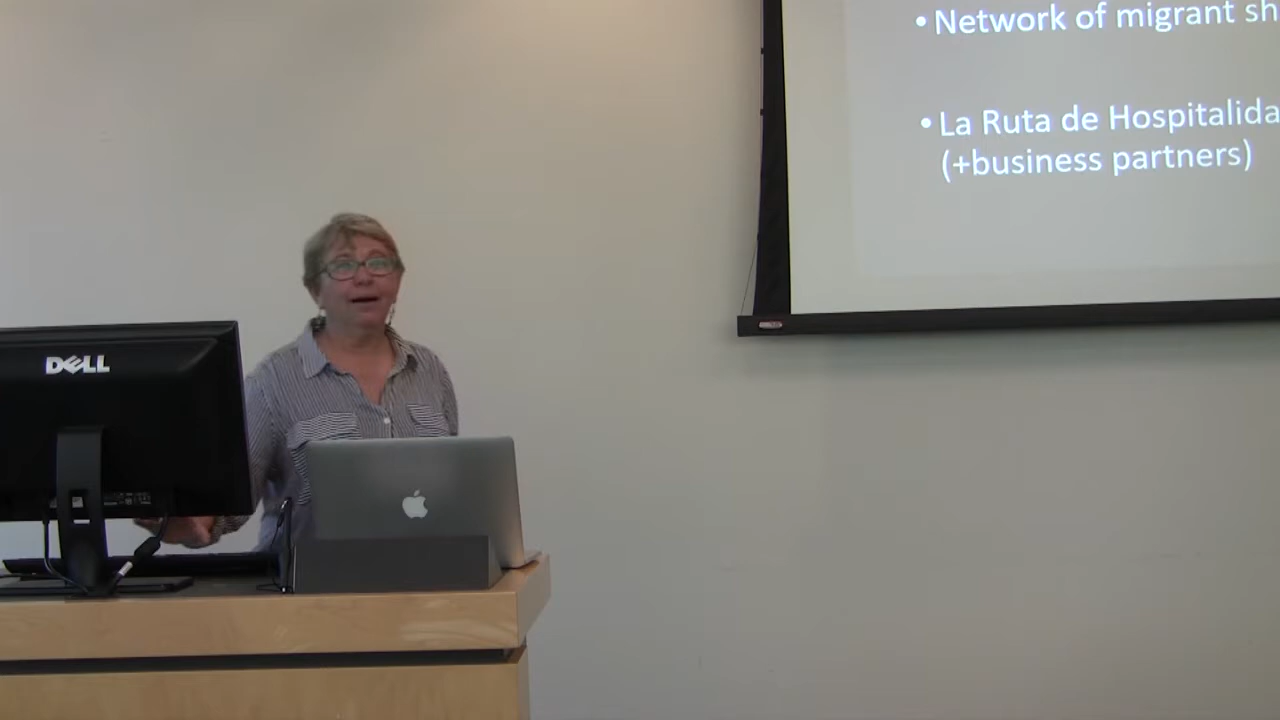 • Network of migrant sh
• La Ruta de Hospitalida
(+business partners)
DELL